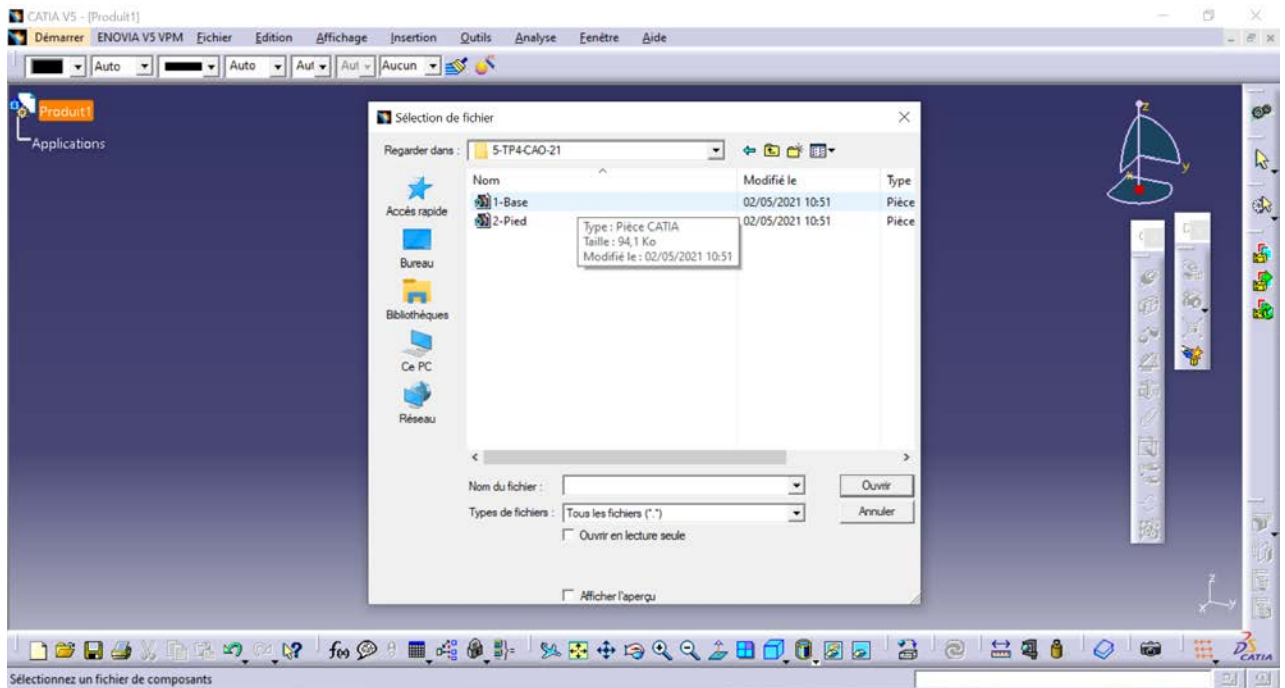 CATIA V5 - [Produit1]
Démarrer ENOVIA V5 VPM Fichier Edition Affichage Insertion Outils Analyse Fenêtre Aide
Auto Auto Aut Aut Aucun
Produit1
Applications
Sélection de fichier
Regarder dans : 5-TP4-CAO-21
Nom Modifié le Type
1-Base 02/05/2021 10:51 Pièce
2-Pied 02/05/2021 10:51 Pièce
Type : Pièce CATIA
Taille : 94,1 Ko
Modifié le : 02/05/2021 10:51
Accès rapide
Bureau
Bibliothèques
Ce PC
Réseau
Nom du fichier : Ouvrir
Types de fichiers : Tous les fichiers (*.*) Annuler
Ouvrir en lecture seule
Afficher l'aperçu
z
y
x
z
x y
f(x)
CATIA
Sélectionnez un fichier de composants